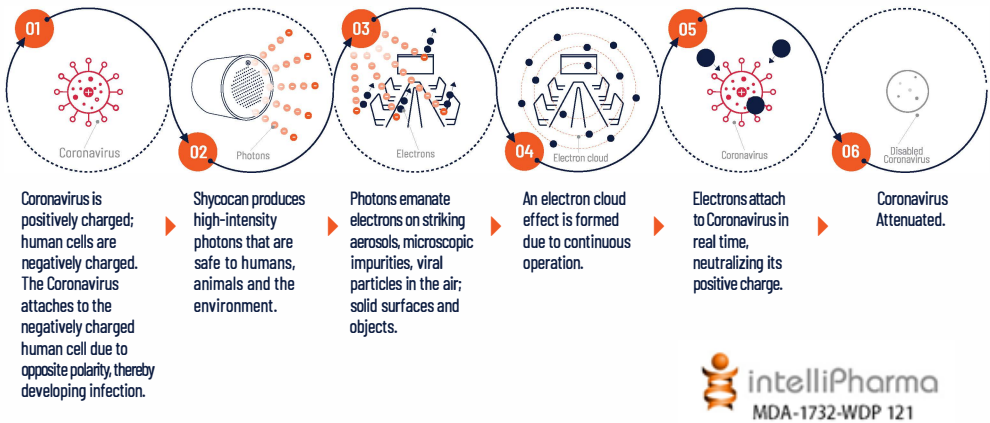 01
Coronavirus
02
Photons
03
Electrons
04
Electron cloud
05
Coronavirus
06
Disabled
Coronavirus
Coronavirus is
positively charged;
human cells are
negatively charged.
The Coronavirus
attaches to the
negatively charged
human cell due to
opposite polarity, thereby
developing infection.
Shycocan produces
high-intensity
photons that are
safe to humans,
animals and the
environment.
Photons emanate
electrons on striking
aerosols, microscopic
impurities, viral
particles in the air;
solid surfaces and
objects.
An electron cloud
effect is formed
due to continuous
operation.
Electrons attach
to Coronavirus in
real time,
neutralizing its
positive charge.
Coronavirus
Attenuated.
intelliPharma
MDA-1732-WDP 121